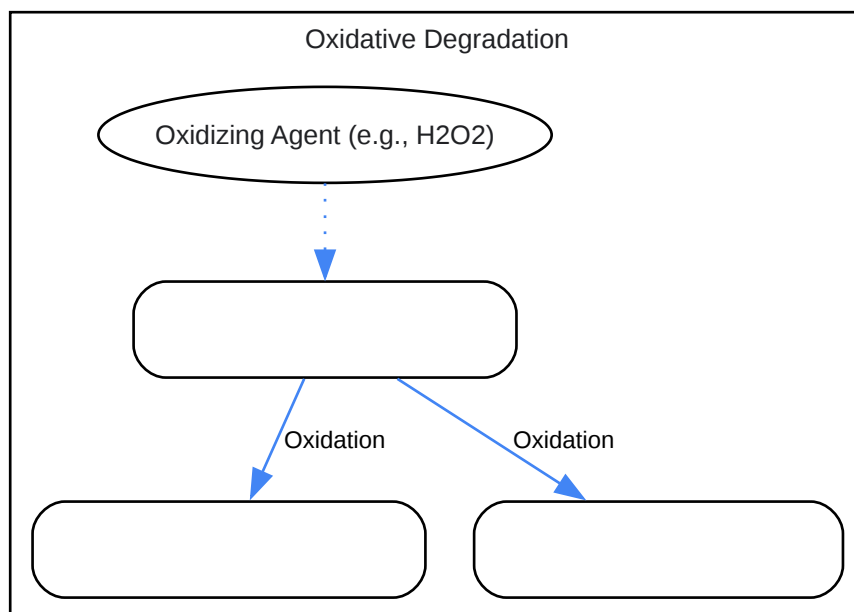 Oxidative Degradation
Oxidizing Agent (e.g., H2O2)
Oxidation
Oxidation